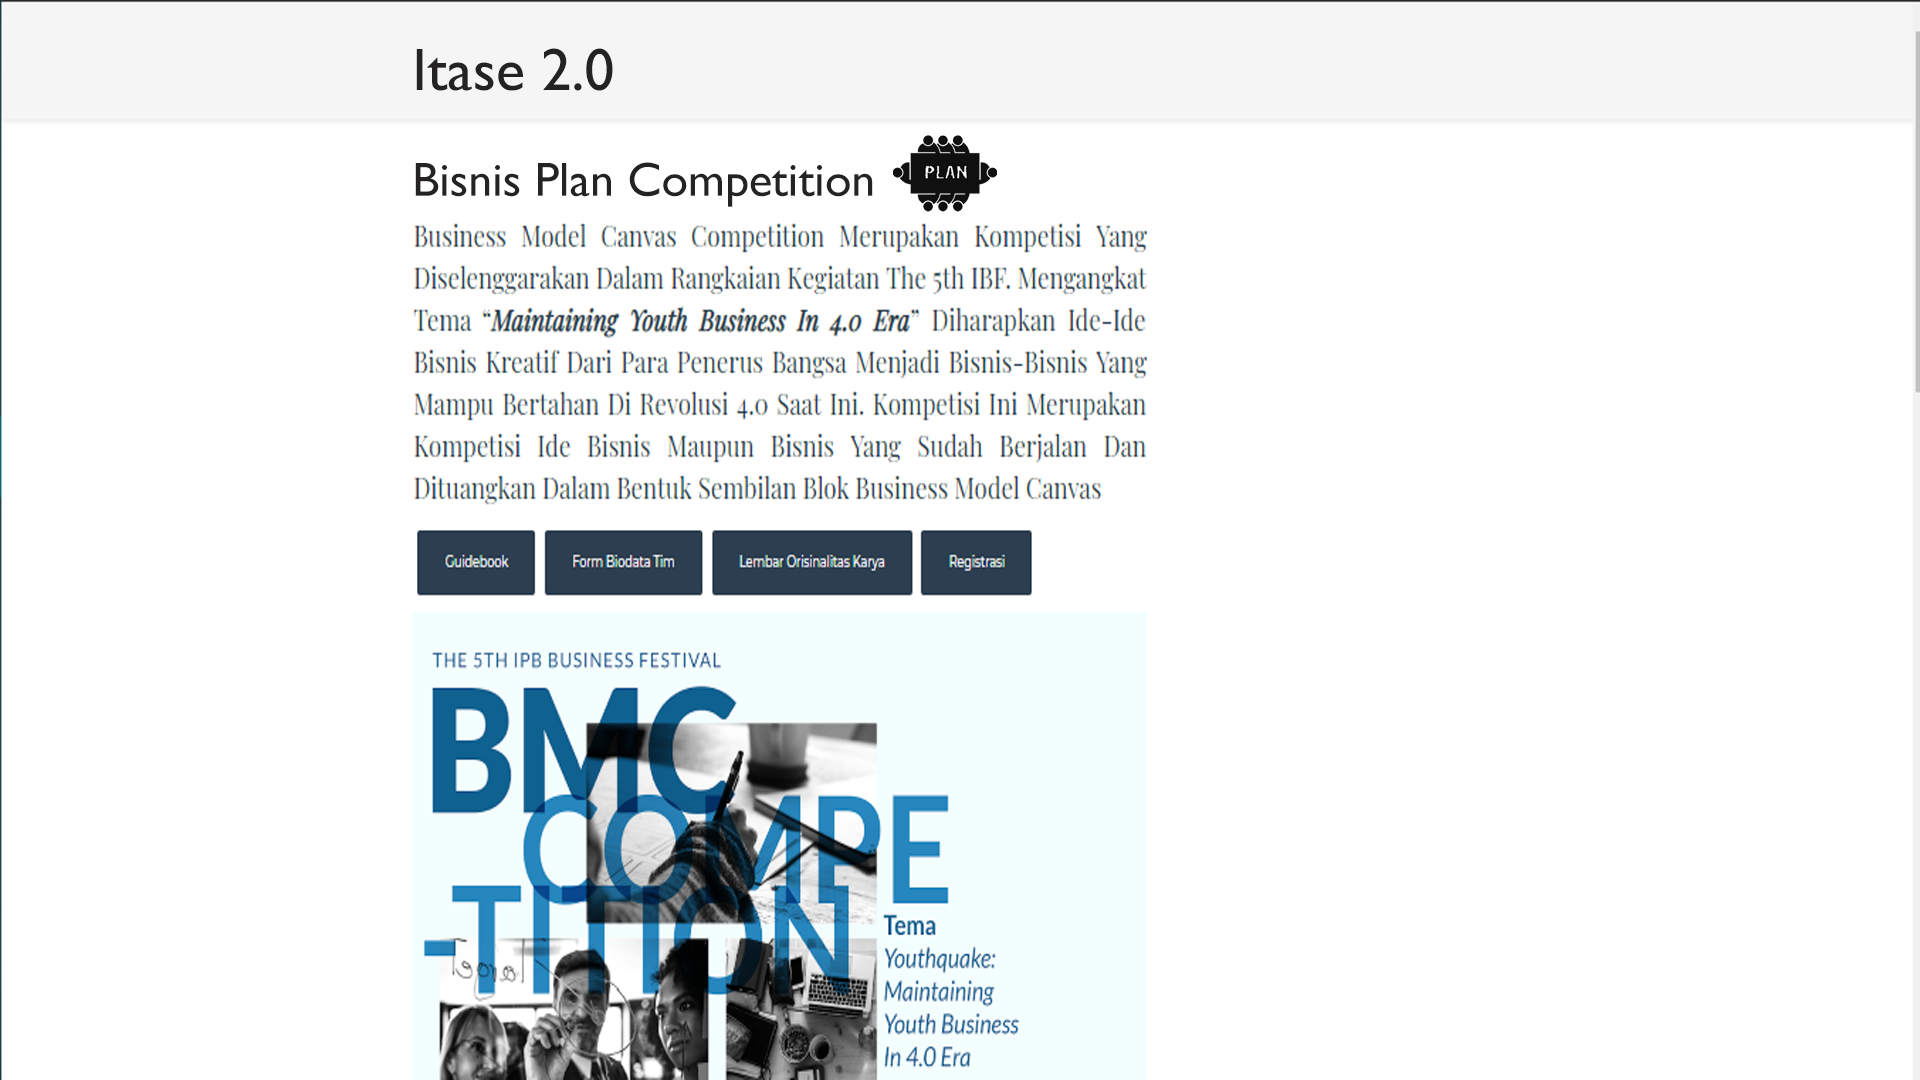 Itase 2.0
Bisnis Plan Competition
PLAN
Business Model Canvas Competition Merupakan Kompetisi Yang
Diselenggarakan Dalam Rangkaian Kegiatan The 5th IBF. Mengangkat
Tema “Maintaining Youth Business In 4.0 Era” Diharapkan Ide-Ide
Bisnis Kreatif Dari Para Penerus Bangsa Menjadi Bisnis-Bisnis Yang
Mampu Bertahan Di Revolusi 4.0 Saat Ini. Kompetisi Ini Merupakan
Kompetisi Ide Bisnis Maupun Bisnis Yang Sudah Berjalan Dan
Dituangkan Dalam Bentuk Sembilan Blok Business Model Canvas
Guidebook
Form Biodata Tim
Lembar Orisinalitas Karya
Registrasi
THE 5TH IPB BUSINESS FESTIVAL
BMC
COMPE
-TITION
Tema
Youthquake:
Maintaining
Youth Business
In 4.0 Era